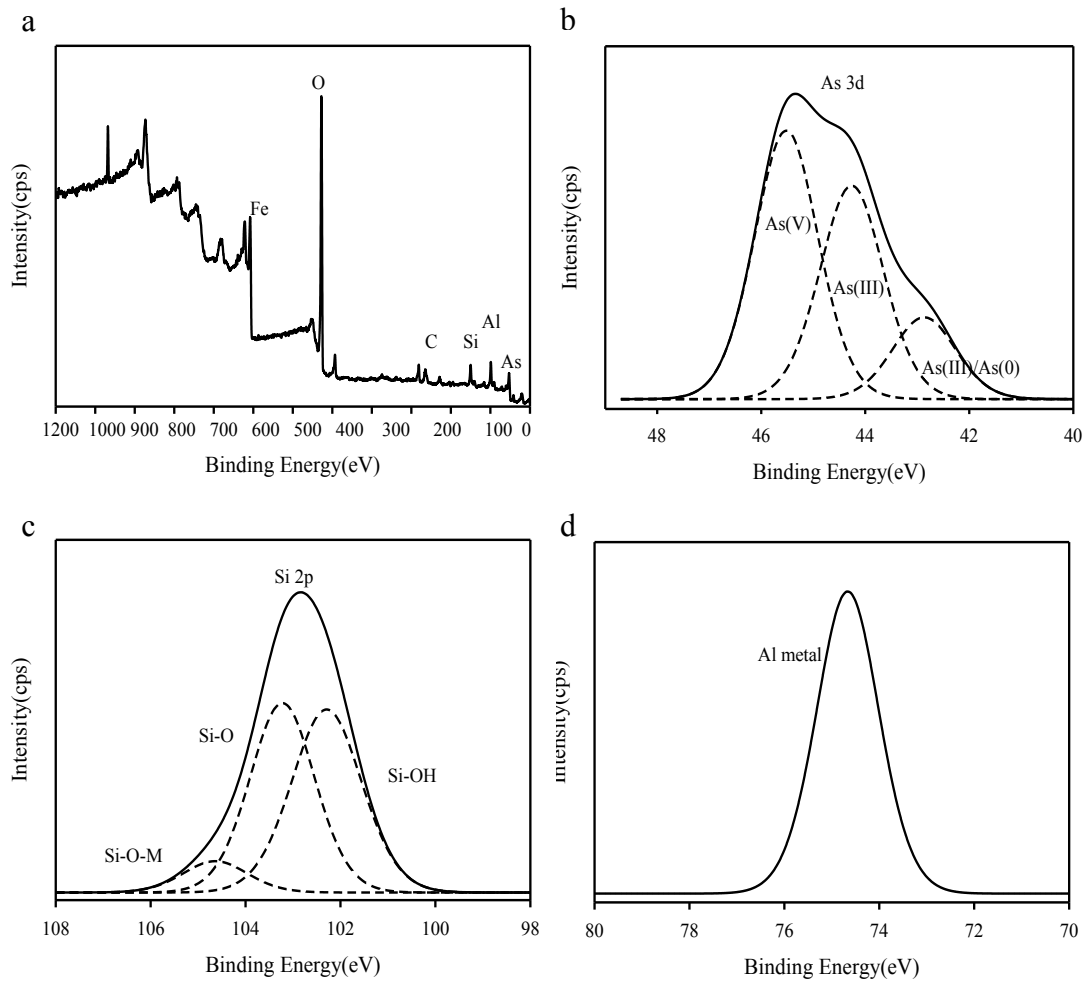 a
O
Fe
C
Si
Al
As
Intensity(cps)
1200 1000 900 800 700 600 500 400 300 200 100 0
Binding Energy(eV)
b
As 3d
As(V)
As(III)
As(III)/As(0)
Intensity(cps)
48 46 44 42 40
Binding Energy(eV)
c
Si 2p
Si-O
Si-OH
Si-O-M
Intensity(cps)
108 106 104 102 100 98
Binding Energy(eV)
d
Al metal
Intensity(cps)
80 78 76 74 72 70
Binding Energy(eV)